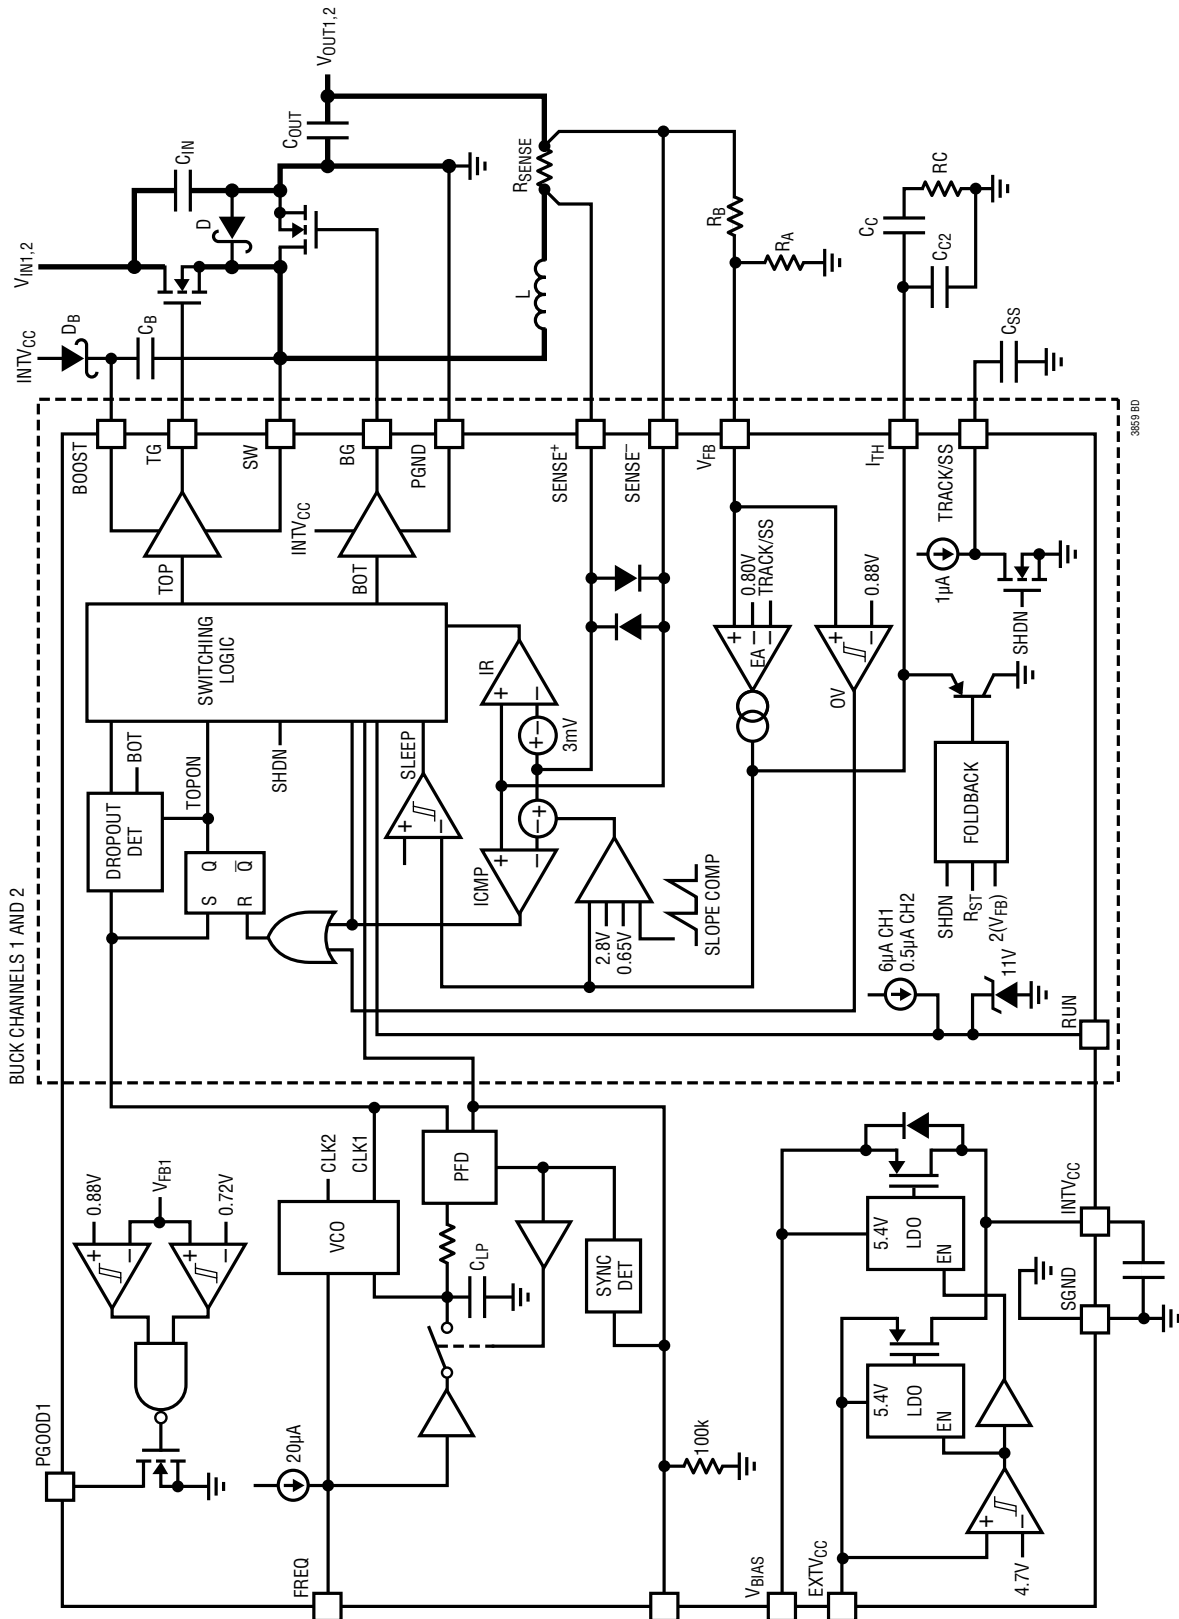 BUCK CHANNELS 1 AND 2
INTVCC
VIN1,2
DB
CB
D
CIN
COUT
VOUT1,2
L
RSENSE
RB
RA
CC
RC
CC2
CSS
BOOST
TG
SW
BG
PGND
SENSE+
SENSE−
VFB
ITH
TRACK/SS
3859 BD
TOP
INTVCC
BOT
SWITCHING
LOGIC
DROPOUT
DET
BOT
TOPON
SHDN
S Q
R Q̅
SLEEP
+
−
IR
+
−
+ −
3mV
− +
ICMP
+
−
2.8V
0.65V
SLOPE COMP
+
−
−
EA
0.80V
TRACK/SS
OV
+
−
0.88V
1µA
SHDN
FOLDBACK
SHDN
RST
2(VFB)
6µA CH1
0.5µA CH2
11V
RUN
0.88V
VFB1
0.72V
+
−
+
−
PGOOD1
VCO
CLK2
CLK1
PFD
CLP
SYNC
DET
20µA
FREQ
100k
5.4V
LDO
EN
5.4V
LDO
EN
INTVCC
SGND
VBIAS
EXTVCC
4.7V
+
−